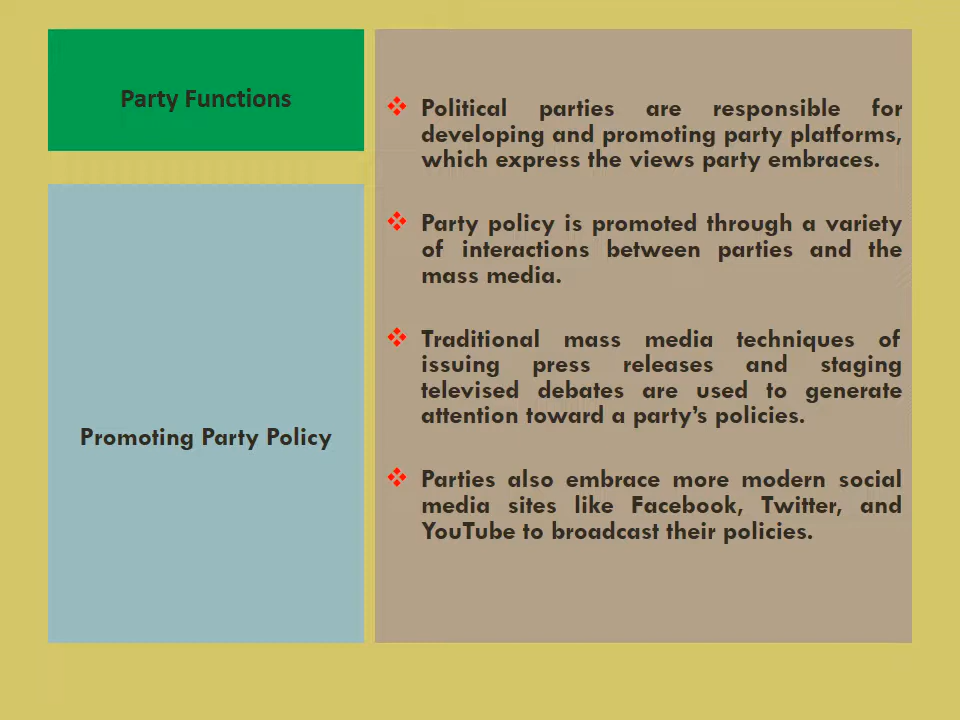 Party Functions
Promoting Party Policy
Political parties are responsible for
developing and promoting party platforms,
which express the views party embraces.
Party policy is promoted through a variety
of interactions between parties and the
mass media.
Traditional mass media techniques of
issuing press releases and staging
televised debates are used to generate
attention toward a party’s policies.
Parties also embrace more modern social
media sites like Facebook, Twitter, and
YouTube to broadcast their policies.